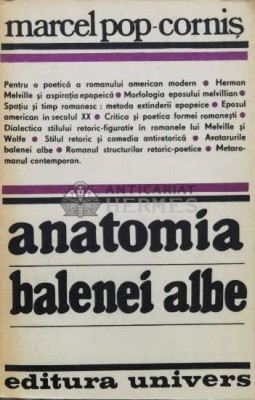 marcel pop-corniș
Pentru o poetică a romanului american modern ● Herman
Melville și aspirația epopeică ● Morfologia eposului melvillian ●
Spațiu și timp romanesc : metoda extinderii epopeice ● Eposul
american în secolul XX ● Critica și poetica formei romanești ●
Dialectica stilului retoric-figurativ în romanele lui Melville și
Wolfe ● Stilul retoric și comedia antiretorică ● Avatarurile
balenei albe ● Romanul structurilor retoric-poetice ● Metaro-
manul contemporan.
ANTICARIAT
HERMES
anatomia
balenei albe
editura univers